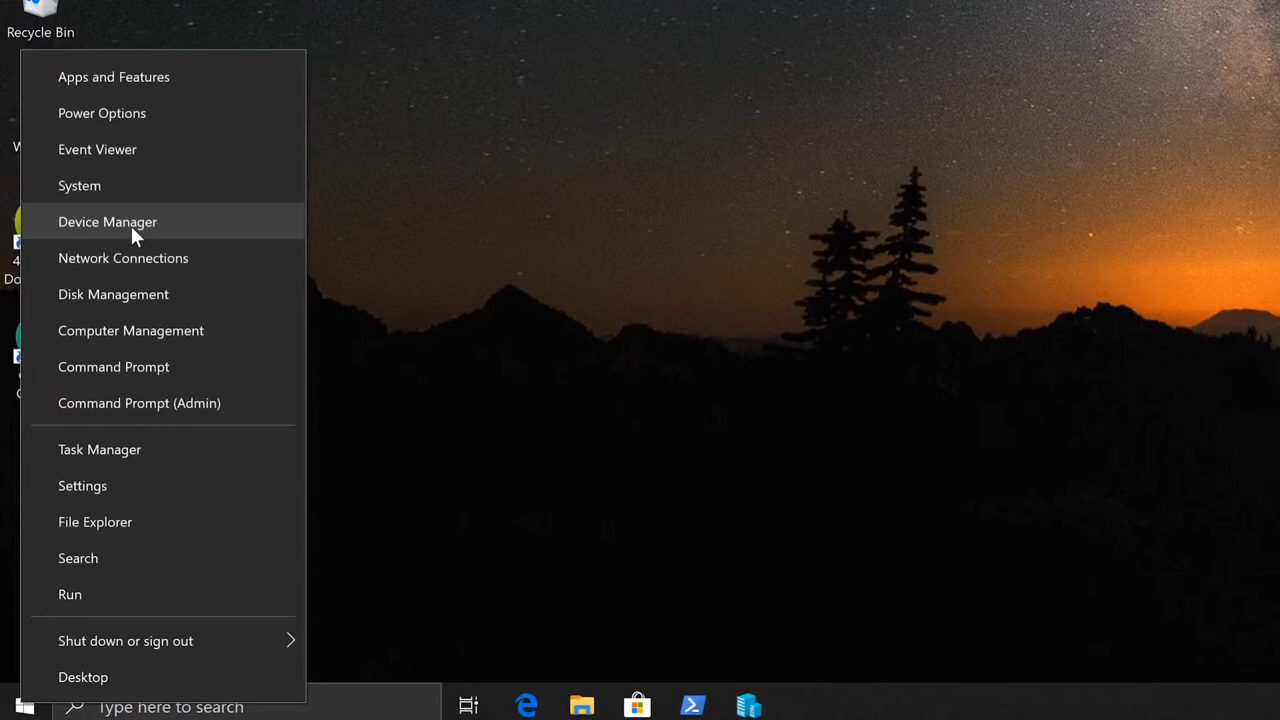 Recycle Bin
Apps and Features
Power Options
Event Viewer
System
Device Manager
Network Connections
Disk Management
Computer Management
Command Prompt
Command Prompt (Admin)
Task Manager
Settings
File Explorer
Search
Run
Shut down or sign out
Desktop
Type here to search